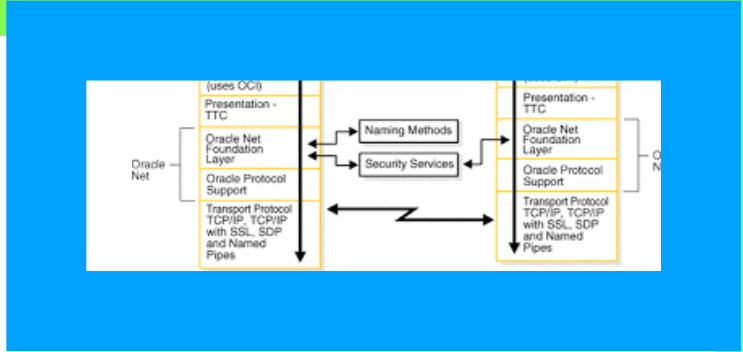 (uses OCI)
Presentation -
TTC
Oracle Net
Foundation
Layer
Oracle Protocol
Support
Transport Protocol
TCP/IP, TCP/IP
with SSL, SDP
and Named
Pipes
Oracle
Net
Naming Methods
Security Services
Presentation -
TTC
Oracle Net
Foundation
Layer
Oracle Protocol
Support
Transport Protocol
TCP/IP, TCP/IP
with SSL, SDP
and Named
Pipes
O
N